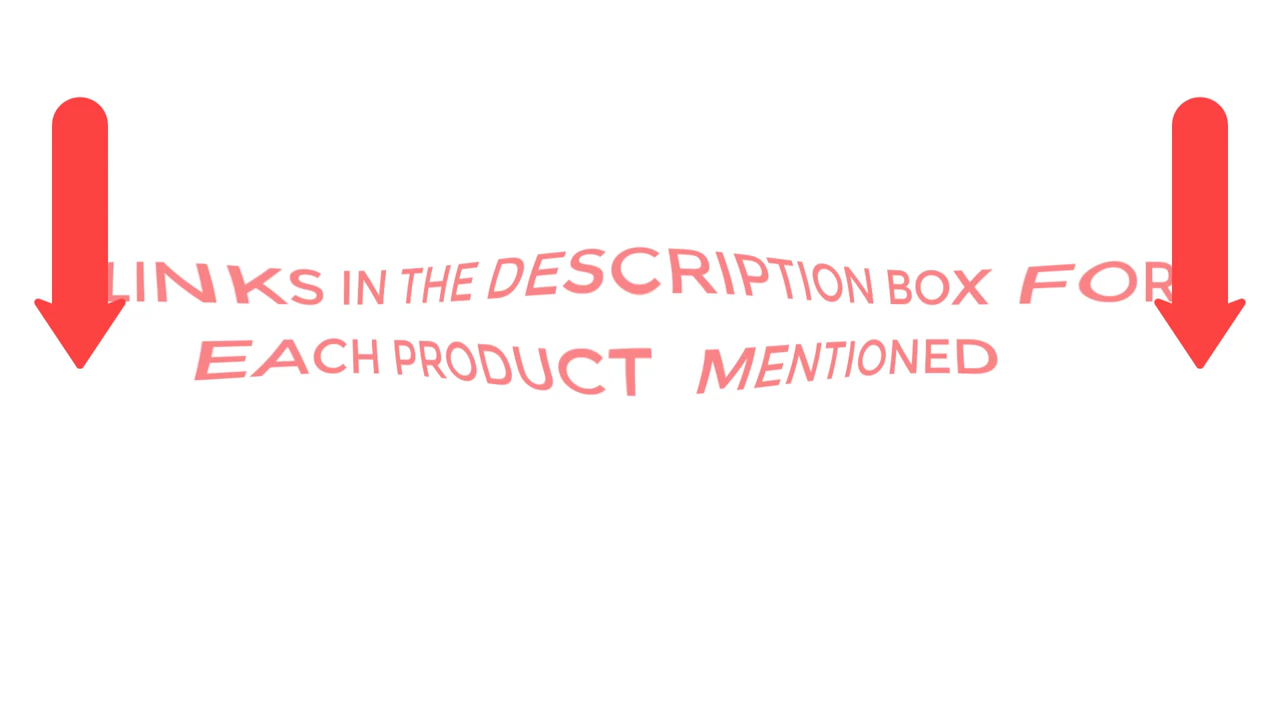 LINKS IN THE DESCRIPTION BOX FOR
EACH PRODUCT MENTIONED